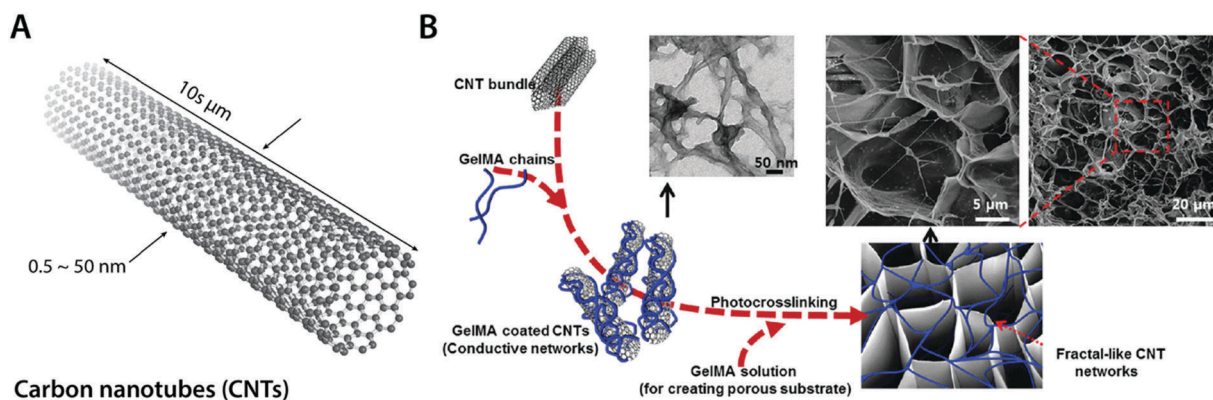 A
10s μm
0.5 ~ 50 nm
Carbon nanotubes (CNTs)
B
CNT bundle
GelMA chains
50 nm
5 μm
20 μm
GelMA coated CNTs
(Conductive networks)
Photocrosslinking
GelMA solution
(for creating porous substrate)
Fractal-like CNT
networks